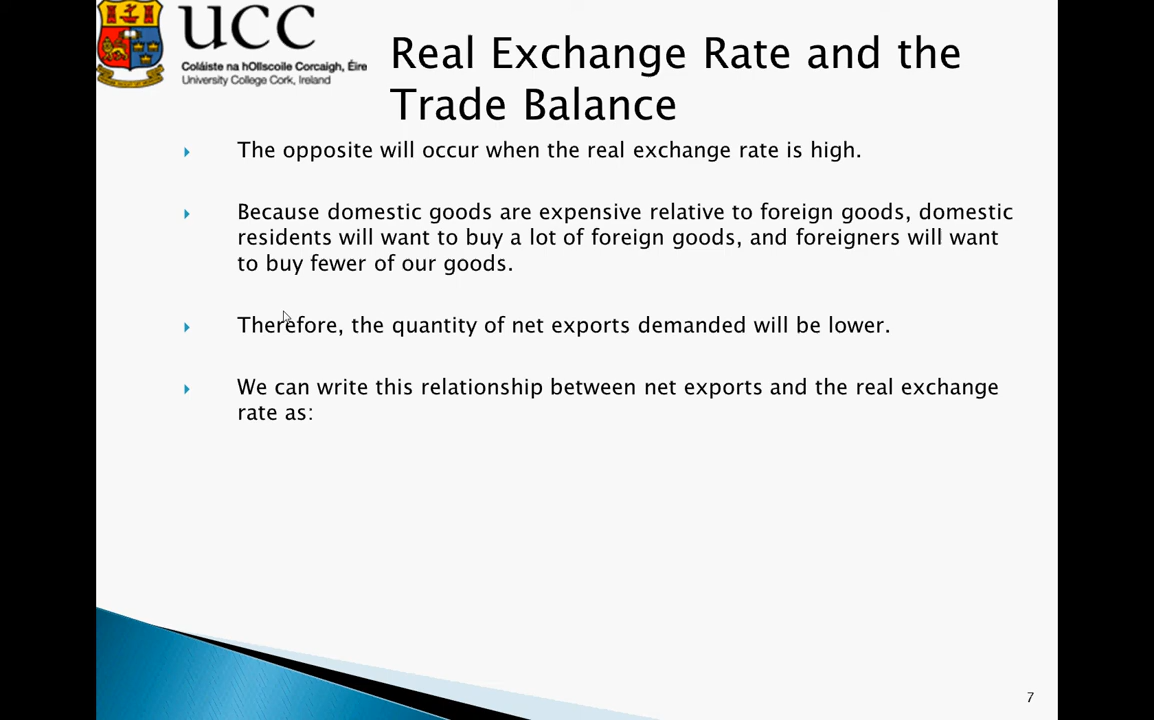 UCC
Coláiste na hOllscoile Corcaigh, Éire
University College Cork, Ireland
Real Exchange Rate and the
Trade Balance
The opposite will occur when the real exchange rate is high.
Because domestic goods are expensive relative to foreign goods, domestic
residents will want to buy a lot of foreign goods, and foreigners will want
to buy fewer of our goods.
Therefore, the quantity of net exports demanded will be lower.
We can write this relationship between net exports and the real exchange
rate as:
7